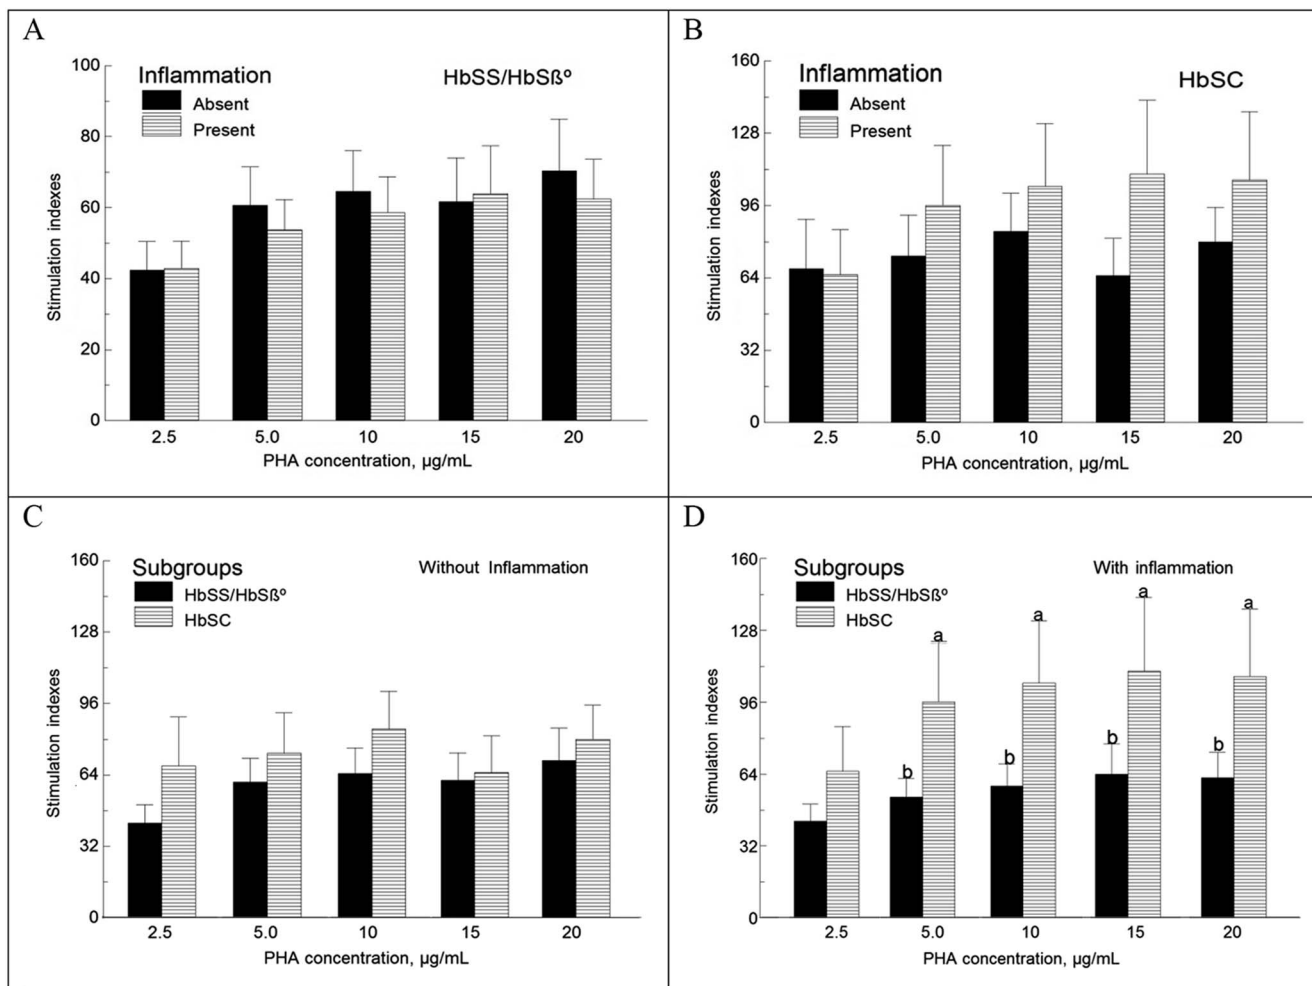 A
Inflammation
Absent
Present
HbSS/HbSßº
100
80
60
40
20
0
Stimulation indexes
2.5 5.0 10 15 20
PHA concentration, µg/mL
B
Inflammation
Absent
Present
HbSC
160
128
96
64
32
0
Stimulation indexes
2.5 5.0 10 15 20
PHA concentration, µg/mL
C
Subgroups
HbSS/HbSßº
HbSC
Without Inflammation
160
128
96
64
32
0
Stimulation indexes
2.5 5.0 10 15 20
PHA concentration, µg/mL
D
Subgroups
HbSS/HbSßº
HbSC
With inflammation
160
128
96
64
32
0
Stimulation indexes
a a a a
b b b b
2.5 5.0 10 15 20
PHA concentration, µg/mL